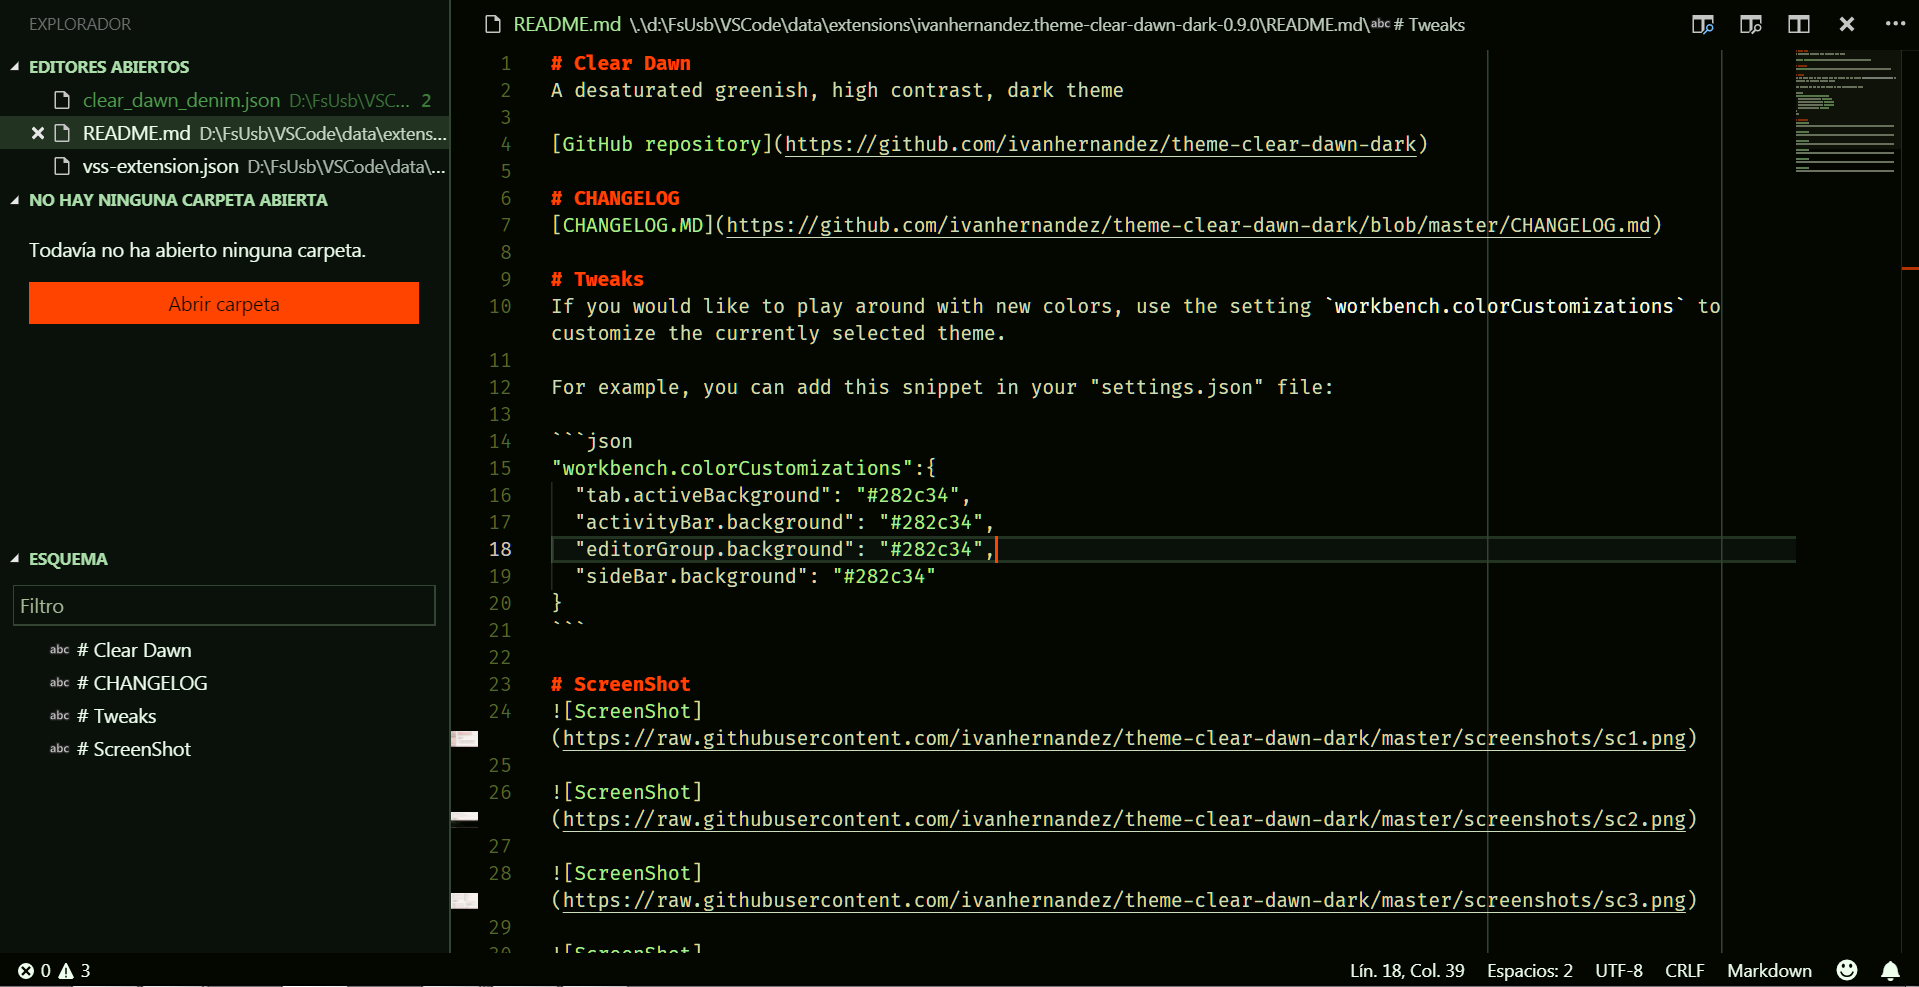 EXPLORADOR
EDITORES ABIERTOS
clear_dawn_denim.json D:\FsUsb\VSC... 2
README.md D:\FsUsb\VSCode\data\extens...
vss-extension.json D:\FsUsb\VSCode\data\...
NO HAY NINGUNA CARPETA ABIERTA
Todavía no ha abierto ninguna carpeta.
Abrir carpeta
ESQUEMA
Filtro
abc # Clear Dawn
abc # CHANGELOG
abc # Tweaks
abc # ScreenShot
README.md \.\d:\FsUsb\VSCode\data\extensions\ivanhernandez.theme-clear-dawn-dark-0.9.0\README.md\abc # Tweaks
1 # Clear Dawn
2 A desaturated greenish, high contrast, dark theme
3
4 [GitHub repository](https://github.com/ivanhernandez/theme-clear-dawn-dark)
5
6 # CHANGELOG
7 [CHANGELOG.MD](https://github.com/ivanhernandez/theme-clear-dawn-dark/blob/master/CHANGELOG.md)
8
9 # Tweaks
10 If you would like to play around with new colors, use the setting `workbench.colorCustomizations` to
customize the currently selected theme.
11
12 For example, you can add this snippet in your "settings.json" file:
13
14 ```json
15 "workbench.colorCustomizations":{
16 "tab.activeBackground": "#282c34",
17 "activityBar.background": "#282c34",
18 "editorGroup.background": "#282c34",
19 "sideBar.background": "#282c34"
20 }
21 ```
22
23 # ScreenShot
24 ![ScreenShot]
(https://raw.githubusercontent.com/ivanhernandez/theme-clear-dawn-dark/master/screenshots/sc1.png)
25
26 ![ScreenShot]
(https://raw.githubusercontent.com/ivanhernandez/theme-clear-dawn-dark/master/screenshots/sc2.png)
27
28 ![ScreenShot]
(https://raw.githubusercontent.com/ivanhernandez/theme-clear-dawn-dark/master/screenshots/sc3.png)
29
30 ![ScreenShot]
0 3
Lín. 18, Col. 39 Espacios: 2 UTF-8 CRLF Markdown